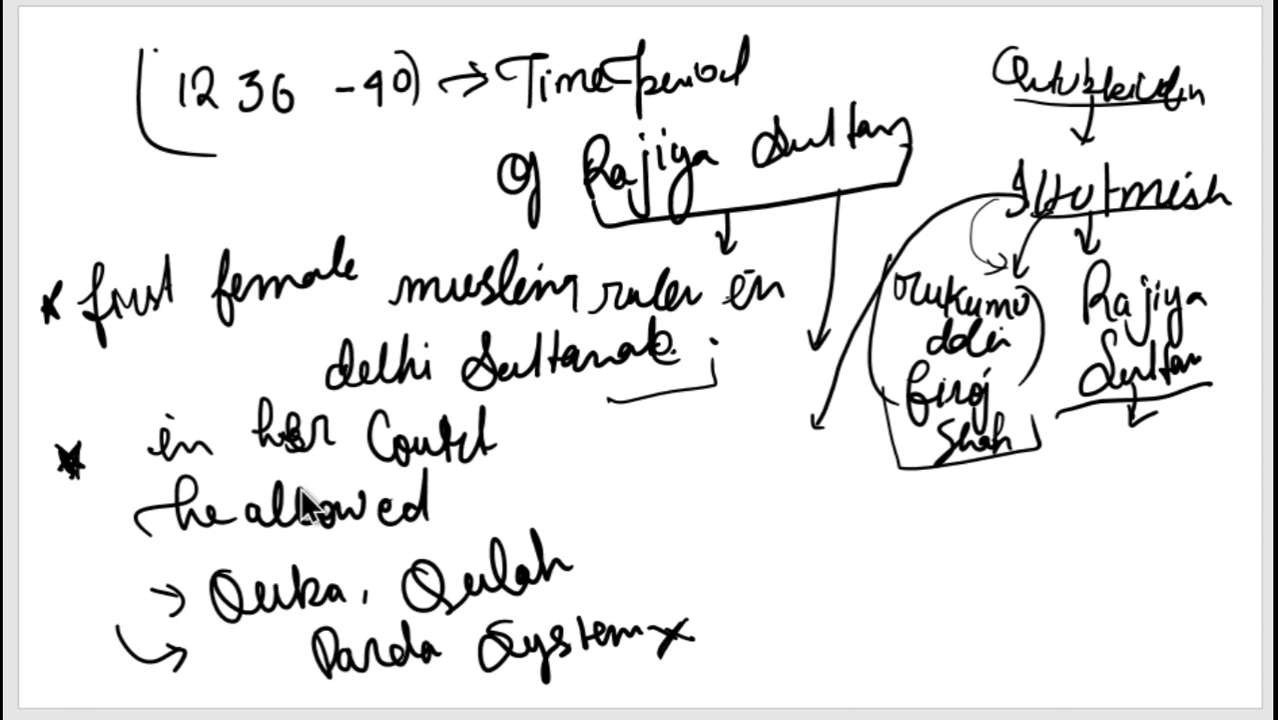 (1236-40) → Time period
of Rajiya Sultan
* first female muslim ruler in
delhi Sultanate.
* in her Court
he allowed
→ Quba, Qulah
→ Parda System x
Qutubuddin
Iltutmish
rukumu
ddin
firoj
Shah
Rajiya
Sultan